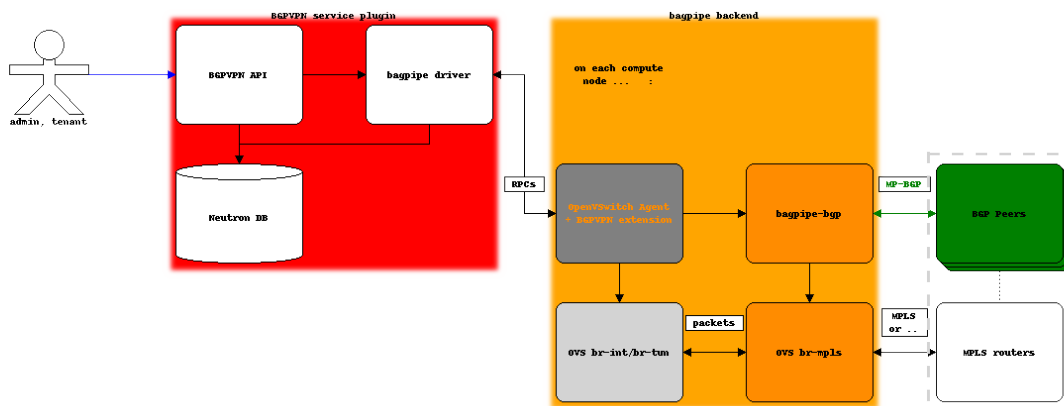 BGPVPN service plugin
bagpipe backend
BGPVPN API
bagpipe driver
on each compute
node ... :
admin, tenant
RPCs
MP-BGP
Neutron DB
OpenVSwitch Agent
+ BGPVPN extension
bagpipe-bgp
BGP Peers
packets
MPLS
or ..
OVS br-int/br-tun
OVS br-mpls
MPLS routers